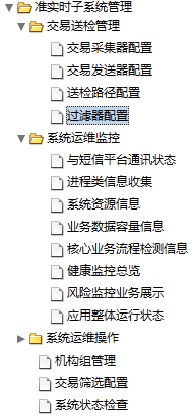 准实时子系统管理
交易送检管理
交易采集器配置
交易发送器配置
送检路径配置
过滤器配置
系统运维监控
与短信平台通讯状态
进程类信息收集
系统资源信息
业务数据容量信息
核心业务流程检测信息
健康监控总览
风险监控业务展示
应用整体运行状态
系统运维操作
机构组管理
交易筛选配置
系统状态检查